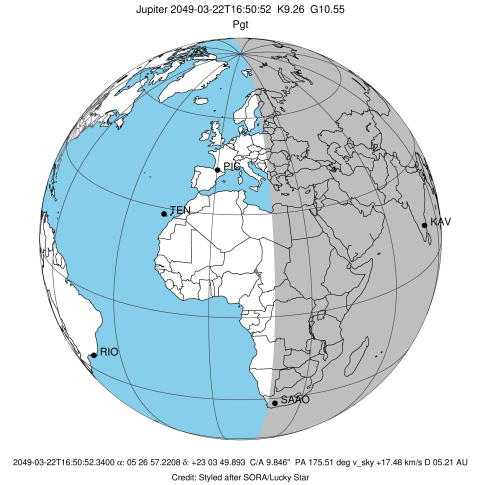 Jupiter 2049-03-22T16:50:52 K9.26 G10.55
Pgt
PIC
TEN
KAV
RIO
SAAO
2049-03-22T16:50:52.3400 α: 05 26 57.2208 δ: +23 03 49.893 C/A 9.846" PA 175.51 deg v_sky +17.48 km/s D 05.21 AU
Credit: Styled after SORA/Lucky Star